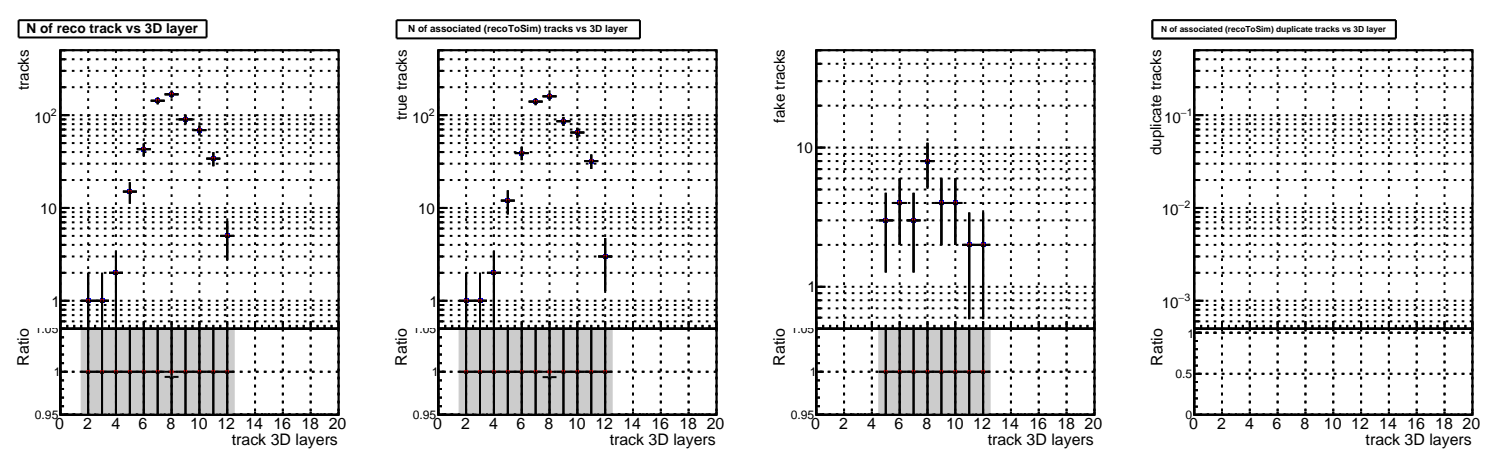 N of reco track vs 3D layer
tracks
10²
10
1
Ratio
1.05
1
0.95
0 2 4 6 8 10 12 14 16 18 20
track 3D layers
N of associated (recoToSim) tracks vs 3D layer
true tracks
10²
10
1
Ratio
1.05
1
0.95
0 2 4 6 8 10 12 14 16 18 20
track 3D layers
fake tracks
10
1
Ratio
1.05
1
0.95
0 2 4 6 8 10 12 14 16 18 20
track 3D layers
N of associated (recoToSim) duplicate tracks vs 3D layer
duplicate tracks
10⁻¹
10⁻²
10⁻³
Ratio
1
0.5
0
0 2 4 6 8 10 12 14 16 18 20
track 3D layers